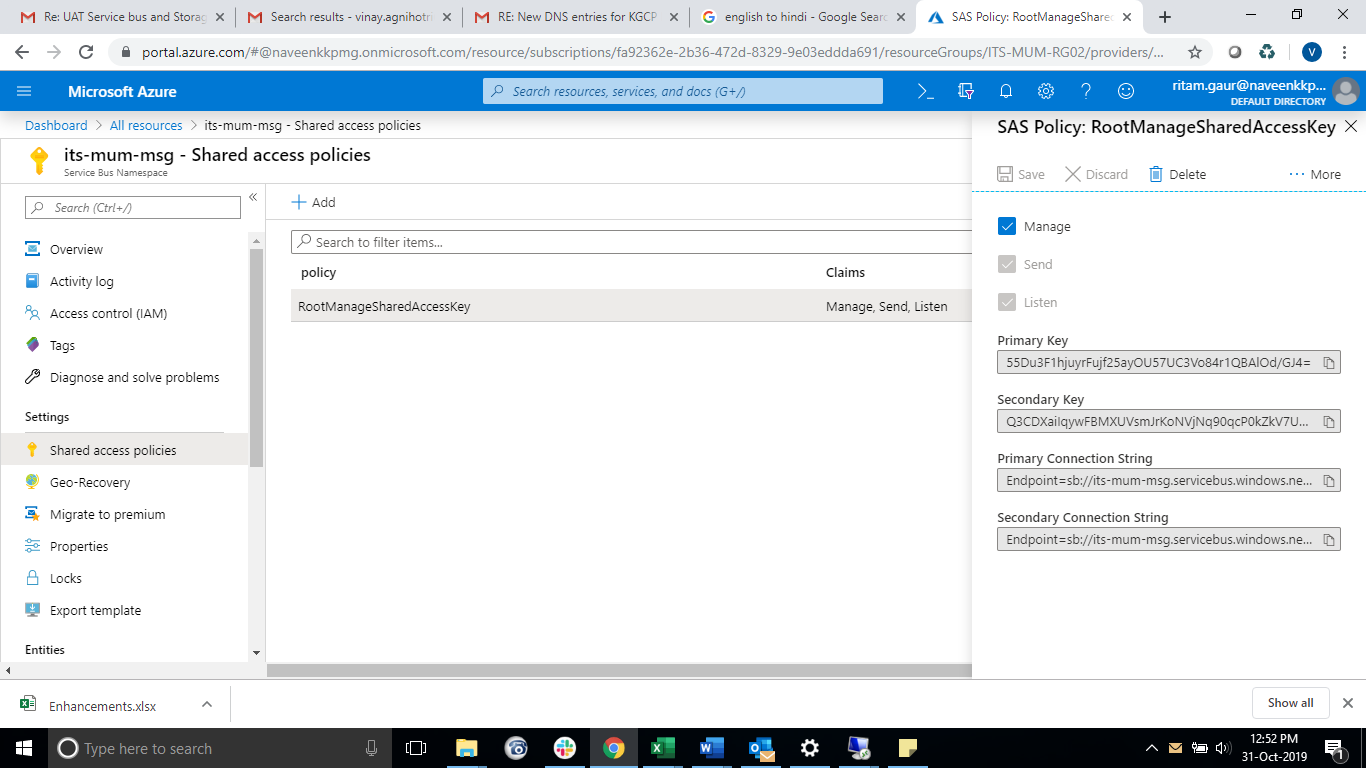 Re: UAT Service bus and Storag
Search results - vinay.agnihotri
RE: New DNS entries for KGCP
english to hindi - Google Sear
SAS Policy: RootManageShared
portal.azure.com/#@naveenkkpmg.onmicrosoft.com/resource/subscriptions/fa92362e-2b36-472d-8329-9e03eddda691/resourceGroups/ITS-MUM-RG02/providers/...
V
Microsoft Azure
Search resources, services, and docs (G+/)
ritam.gaur@naveenkkp...
DEFAULT DIRECTORY
Dashboard > All resources > its-mum-msg - Shared access policies
its-mum-msg - Shared access policies
Service Bus Namespace
Search (Ctrl+/)
Overview
Activity log
Access control (IAM)
Tags
Diagnose and solve problems
Settings
Shared access policies
Geo-Recovery
Migrate to premium
Properties
Locks
Export template
Entities
Add
Search to filter items...
policy Claims
RootManageSharedAccessKey Manage, Send, Listen
SAS Policy: RootManageSharedAccessKey
Save Discard Delete ... More
Manage
Send
Listen
Primary Key
Secondary Key
Primary Connection String
Endpoint=sb://its-mum-msg.servicebus.windows.ne...
Secondary Connection String
Endpoint=sb://its-mum-msg.servicebus.windows.ne...
Enhancements.xlsx
Show all
Type here to search
12:52 PM
31-Oct-2019
1